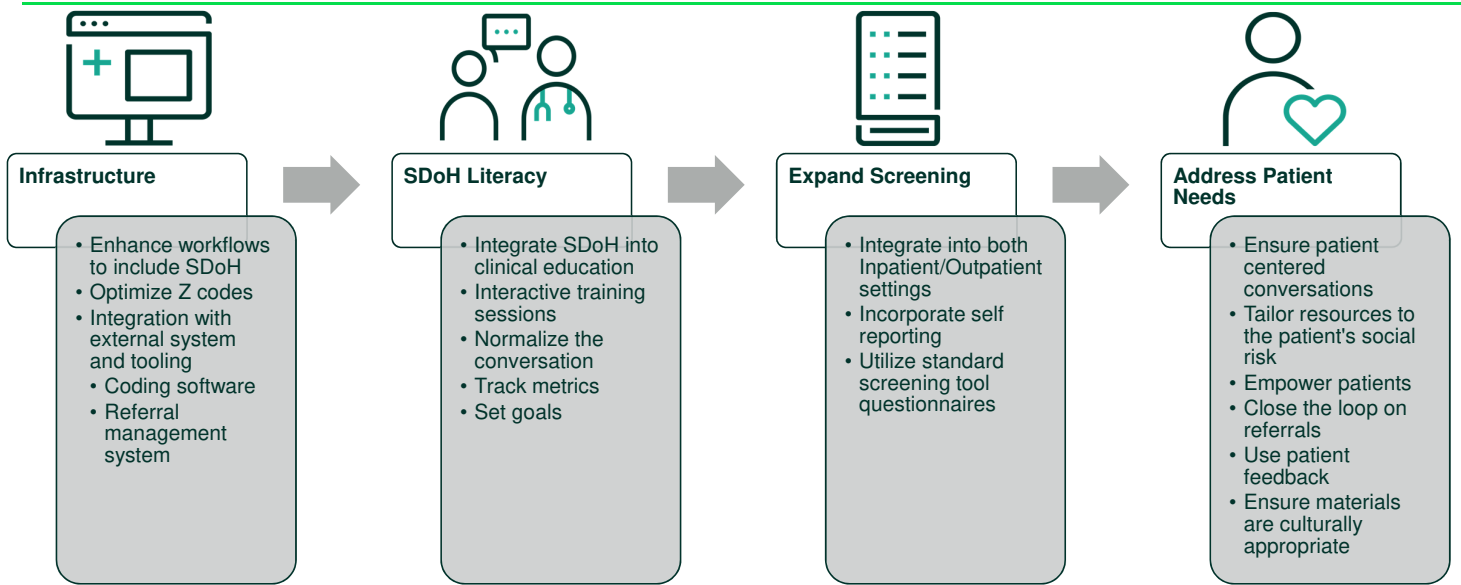 Infrastructure
• Enhance workflows
to include SDoH
• Optimize Z codes
• Integration with
external system
and tooling
• Coding software
• Referral
management
system
SDoH Literacy
• Integrate SDoH into
clinical education
• Interactive training
sessions
• Normalize the
conversation
• Track metrics
• Set goals
Expand Screening
• Integrate into both
Inpatient/Outpatient
settings
• Incorporate self
reporting
• Utilize standard
screening tool
questionnaires
Address Patient
Needs
• Ensure patient
centered
conversations
• Tailor resources to
the patient's social
risk
• Empower patients
• Close the loop on
referrals
• Use patient
feedback
• Ensure materials
are culturally
appropriate